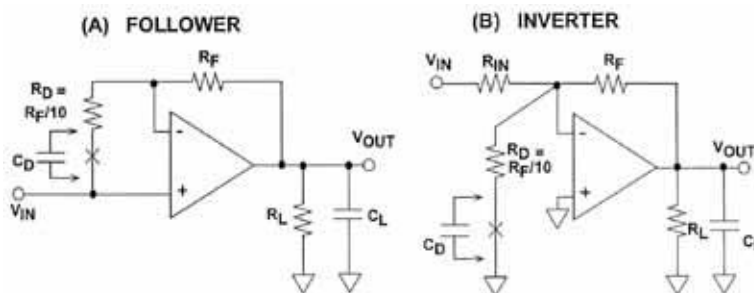 (A) FOLLOWER
RF
RD =
RF/10
CD
-
+
VIN
VOUT
RL
CL
(B) INVERTER
VIN
RIN
RF
RD =
RF/10
CD
-
+
VOUT
RL
C